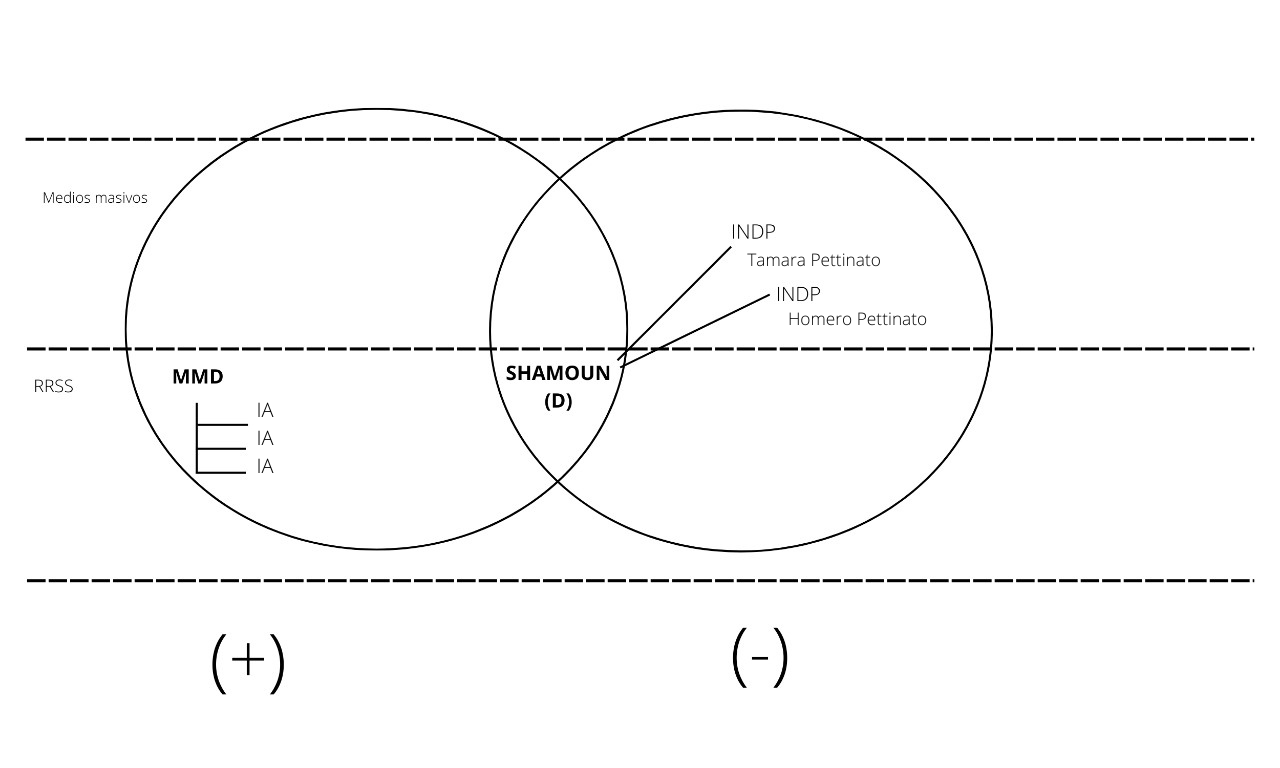 Medios masivos
INDP
Tamara Pettinato
INDP
Homero Pettinato
RRSS
MMD
IA
IA
IA
SHAMOUN
(D)
(+)
(-)